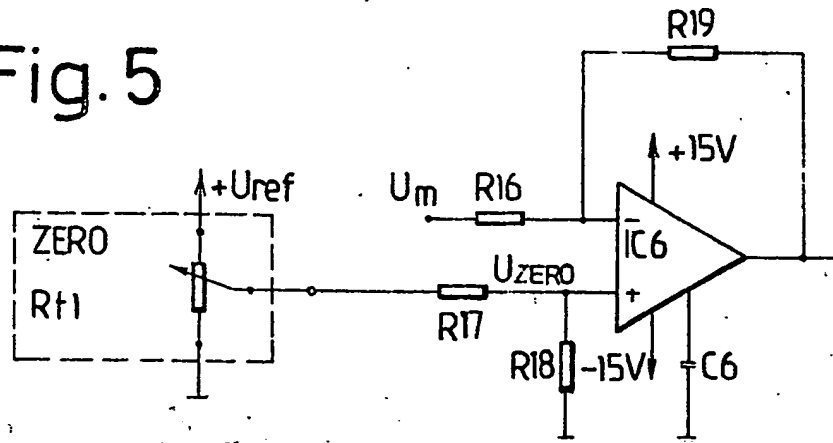 Fig. 5
R19
+15V
+Uref
Um
R16
ZERO
IC6
UZERO
Rt1
R17
R18
-15V
C6